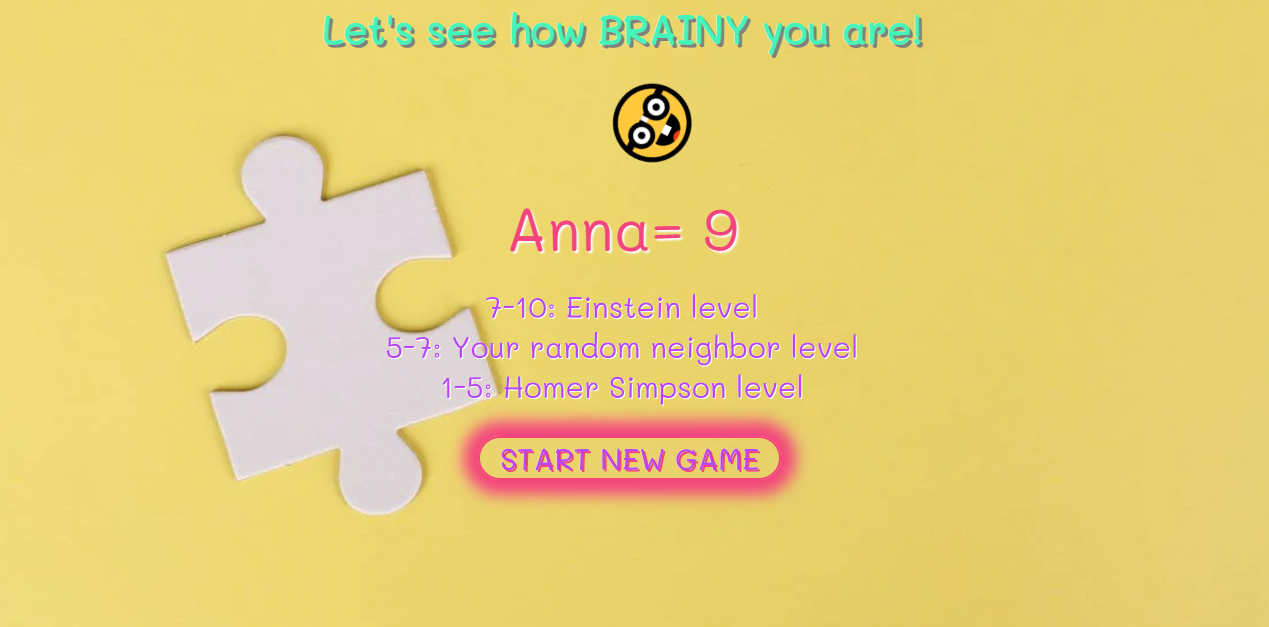 Let's see how BRAINY you are!
Anna= 9
7-10: Einstein level
5-7: Your random neighbor level
1-5: Homer Simpson level
START NEW GAME